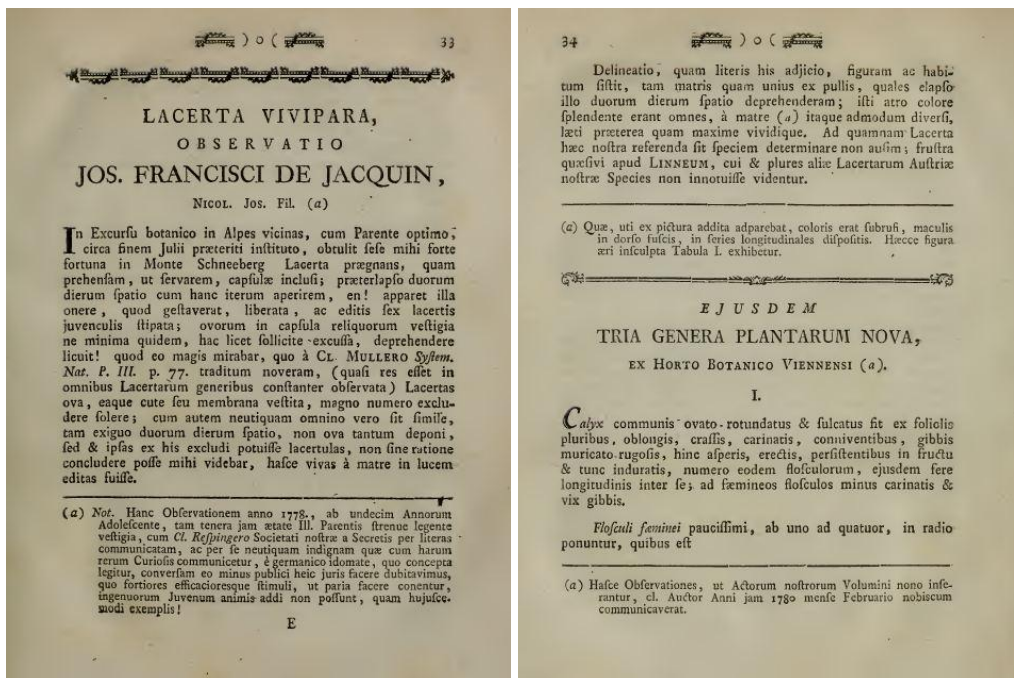 ) o ( 33
LACERTA VIVIPARA,
OBSERVATIO
JOS. FRANCISCI DE JACQUIN,
NICOL. JOS. FIL. (a)
In Excurſu botanico in Alpes vicinas, cum Parente optimo,
circa finem Julii præteriti inſtituto, obtulit ſeſe mihi forte
fortuna in Monte Schneeberg Lacerta prægnans, quam
prehenſam, ut ſervarem, capſulæ incluſi; præterlapſo duorum
dierum ſpatio cum hanc iterum aperirem, en! apparet illa
onere, quod geſtaverat, liberata, ac editis ſex lacertis
juvenculis ſtipata; ovorum in capſula reliquorum veſtigia
ne minima quidem, hac licet ſollicite excuſſa, deprehendere
licuit! quod eo magis mirabar, quo à CL. MULLERO Syſtem.
Nat. P. III. p. 77. traditum noveram, (quaſi res eſſet in
omnibus Lacertarum generibus conſtanter obſervata) Lacertas
ova, eaque cute ſeu membrana veſtita, magno numero exclu-
dere ſolere; cum autem neutiquam omnino vero ſit ſimile,
tam exiguo duorum dierum ſpatio, non ova tantum deponi,
ſed & ipſas ex his excludi potuiſſe lacertulas, non ſine ratione
concludere poſſe mihi videbar, haſce vivas à matre in lucem
editas fuiſſe.
(a) Not. Hanc Obſervationem anno 1778., ab undecim Annorum
Adoleſcente, tam tenera jam ætate Ill. Parentis ſtrenue legente
veſtigia, cum Cl. Reſpingero Societati noſtræ a Secretis per literas
communicatam, ac per ſe neutiquam indignam quæ cum harum
rerum Curioſis communicetur, è germanico idomate, quo concepta
legitur, converſam eo minus publici heic juris facere dubitavimus,
quo fortiores efficacioresque ſtimuli, ut paria facere conentur,
ingenuorum Juvenum animis addi non poſſunt, quam hujuſce-
modi exemplis!
E
34 ) o (
Delineatio, quam literis his adjicio, figuram ac habi-
tum ſiſtit, tam matris quam unius ex pullis, quales elapſo
illo duorum dierum ſpatio deprehenderam; iſti atro colore
ſplendente erant omnes, à matre (a) itaque admodum diverſi,
læti præterea quam maxime vividique. Ad quamnam Lacerta
hæc noſtra referenda ſit ſpeciem determinare non auſim; fruſtra
quæſivi apud LINNEUM, cui & plures aliæ Lacertarum Auſtriæ
noſtræ Species non innotuiſſe videntur.
(a) Quæ, uti ex pictura addita adparebat, coloris erat ſubrufi, maculis
in dorſo fuſcis, in ſeries longitudinales diſpoſitis. Hæcce figura
æri inſculpta Tabula I. exhibetur.
EJUSDEM
TRIA GENERA PLANTARUM NOVA,
EX HORTO BOTANICO VIENNENSI (a).
I.
Calyx communis ovato-rotundatus & ſulcatus fit ex foliolis
pluribus, oblongis, craſſis, carinatis, conniventibus, gibbis
muricato-rugoſis, hinc aſperis, erectis, perſiſtentibus in fructu
& tunc induratis, numero eodem floſculorum, ejusdem fere
longitudinis inter ſe; ad fæmineos floſculos minus carinatis &
vix gibbis.
Floſculi fæminei pauciſſimi, ab uno ad quatuor, in radio
ponuntur, quibus eſt
(a) Haſce Obſervationes, ut Actorum noſtrorum Volumini nono inſe-
rantur, cl. Auctor Anni jam 1780 menſe Februario nobiscum
communicaverat.